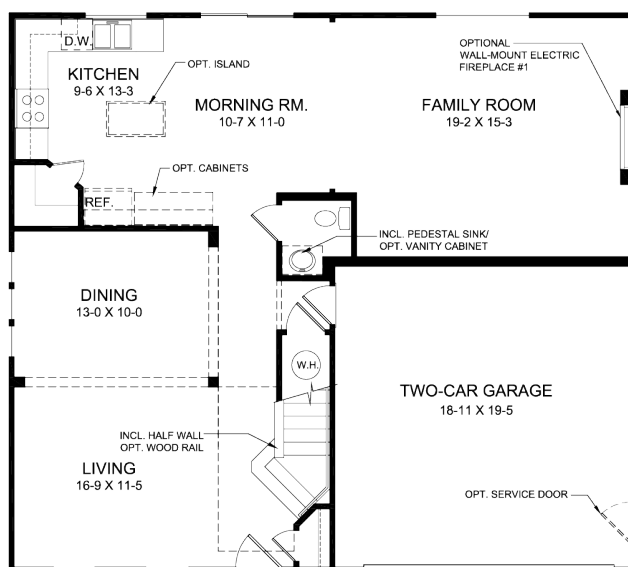 D.W.
KITCHEN
9-6 X 13-3
OPT. ISLAND
MORNING RM.
10-7 X 11-0
OPTIONAL
WALL-MOUNT ELECTRIC
FIREPLACE #1
FAMILY ROOM
19-2 X 15-3
OPT. CABINETS
REF.
INCL. PEDESTAL SINK/
OPT. VANITY CABINET
DINING
13-0 X 10-0
W.H.
TWO-CAR GARAGE
18-11 X 19-5
INCL. HALF WALL
OPT. WOOD RAIL
LIVING
16-9 X 11-5
OPT. SERVICE DOOR